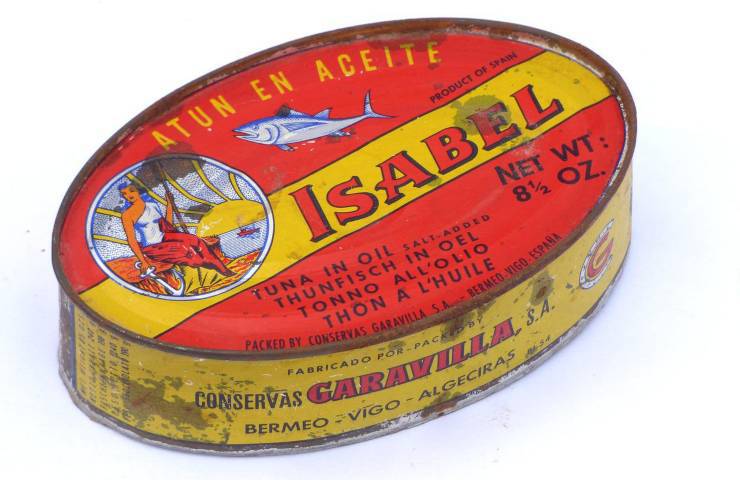 ATUN EN ACEITE
PRODUCT OF SPAIN
ISABEL
NET WT:
8½ OZ.
TUNA IN OIL SALT-ADDED
THUNFISCH IN OEL
TONNO ALL'OLIO
THON A L'HUILE
PACKED BY CONSERVAS GARAVILLA S.A. - BERMEO-VIGO-ESPAÑA
FABRICADO POR - PACKED BY
CONSERVAS GARAVILLA, S.A.
BERMEO - VIGO - ALGECIRAS